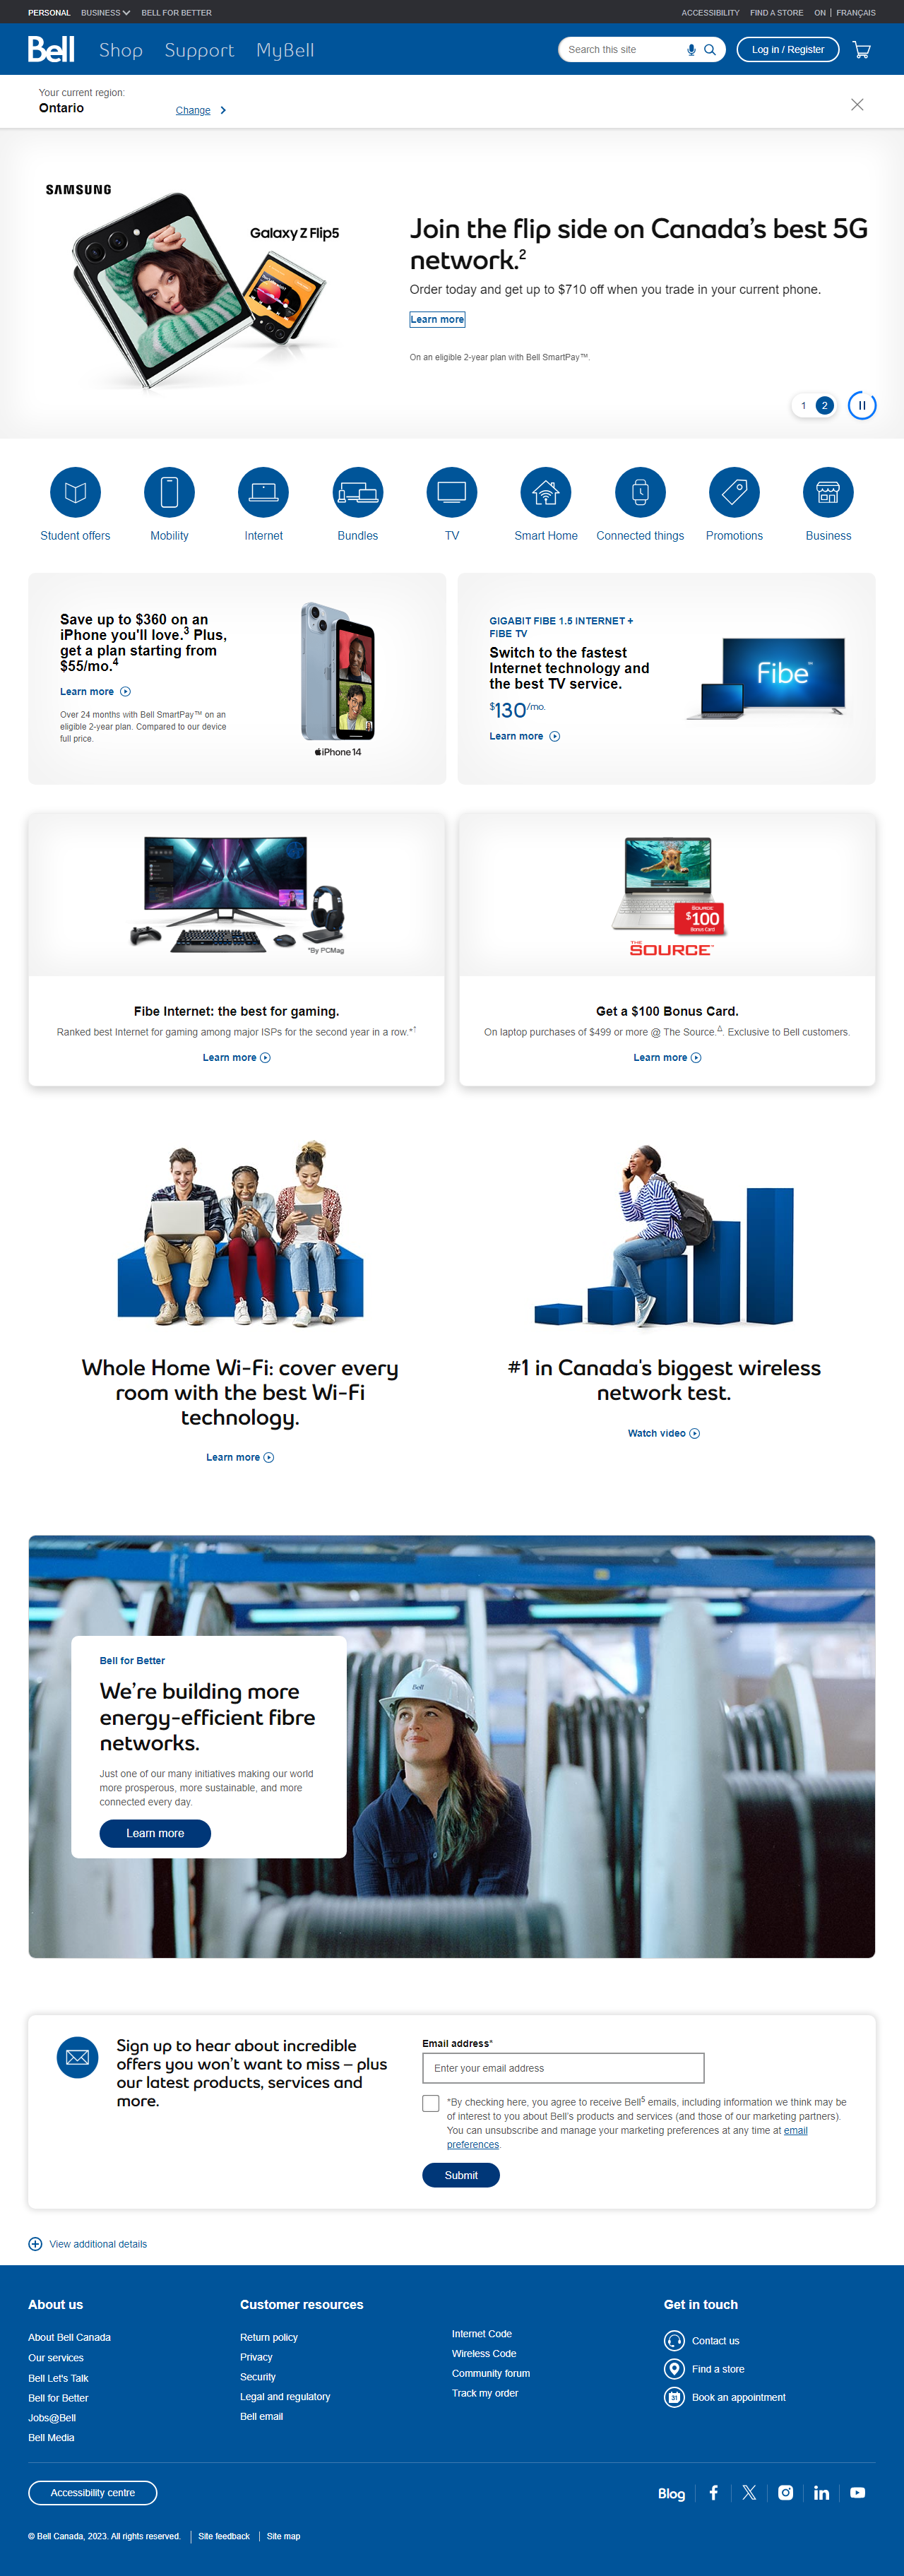 PERSONAL BUSINESS BELL FOR BETTER ACCESSIBILITY FIND A STORE ON FRANÇAIS
Bell Shop Support MyBell Search this site Log in / Register
Your current region:
Ontario
Change
SAMSUNG
Galaxy Z Flip5
Join the flip side on Canada's best 5G
network.2
Order today and get up to $710 off when you trade in your current phone.
Learn more
On an eligible 2-year plan with Bell SmartPay™.
1 2
Student offers Mobility Internet Bundles TV Smart Home Connected things Promotions Business
Save up to $360 on an
iPhone you'll love.3 Plus,
get a plan starting from
$55/mo.4
Learn more
Over 24 months with Bell SmartPay™ on an
eligible 2-year plan. Compared to our device
full price.
iPhone 14
GIGABIT FIBE 1.5 INTERNET +
FIBE TV
Switch to the fastest
Internet technology and
the best TV service.
$130/mo.
Learn more
Fibe™
*By PCMag
Fibe Internet: the best for gaming.
Ranked best Internet for gaming among major ISPs for the second year in a row.*†
Learn more
SOURCE
$100
Bonus Card
THE
SOURCE™
Get a $100 Bonus Card.
On laptop purchases of $499 or more @ The Source.△. Exclusive to Bell customers.
Learn more
Whole Home Wi-Fi: cover every
room with the best Wi-Fi
technology.
Learn more
#1 in Canada's biggest wireless
network test.
Watch video
Bell
Bell for Better
We're building more
energy-efficient fibre
networks.
Just one of our many initiatives making our world
more prosperous, more sustainable, and more
connected every day.
Learn more
Sign up to hear about incredible
offers you won't want to miss – plus
our latest products, services and
more.
Email address*
Enter your email address
*By checking here, you agree to receive Bell5 emails, including information we think may be
of interest to you about Bell's products and services (and those of our marketing partners).
You can unsubscribe and manage your marketing preferences at any time at email
preferences.
Submit
View additional details
About us
About Bell Canada
Our services
Bell Let's Talk
Bell for Better
Jobs@Bell
Bell Media
Customer resources
Return policy
Privacy
Security
Legal and regulatory
Bell email
Internet Code
Wireless Code
Community forum
Track my order
Get in touch
Contact us
Find a store
31
Book an appointment
Accessibility centre
Blog
© Bell Canada, 2023. All rights reserved. Site feedback Site map